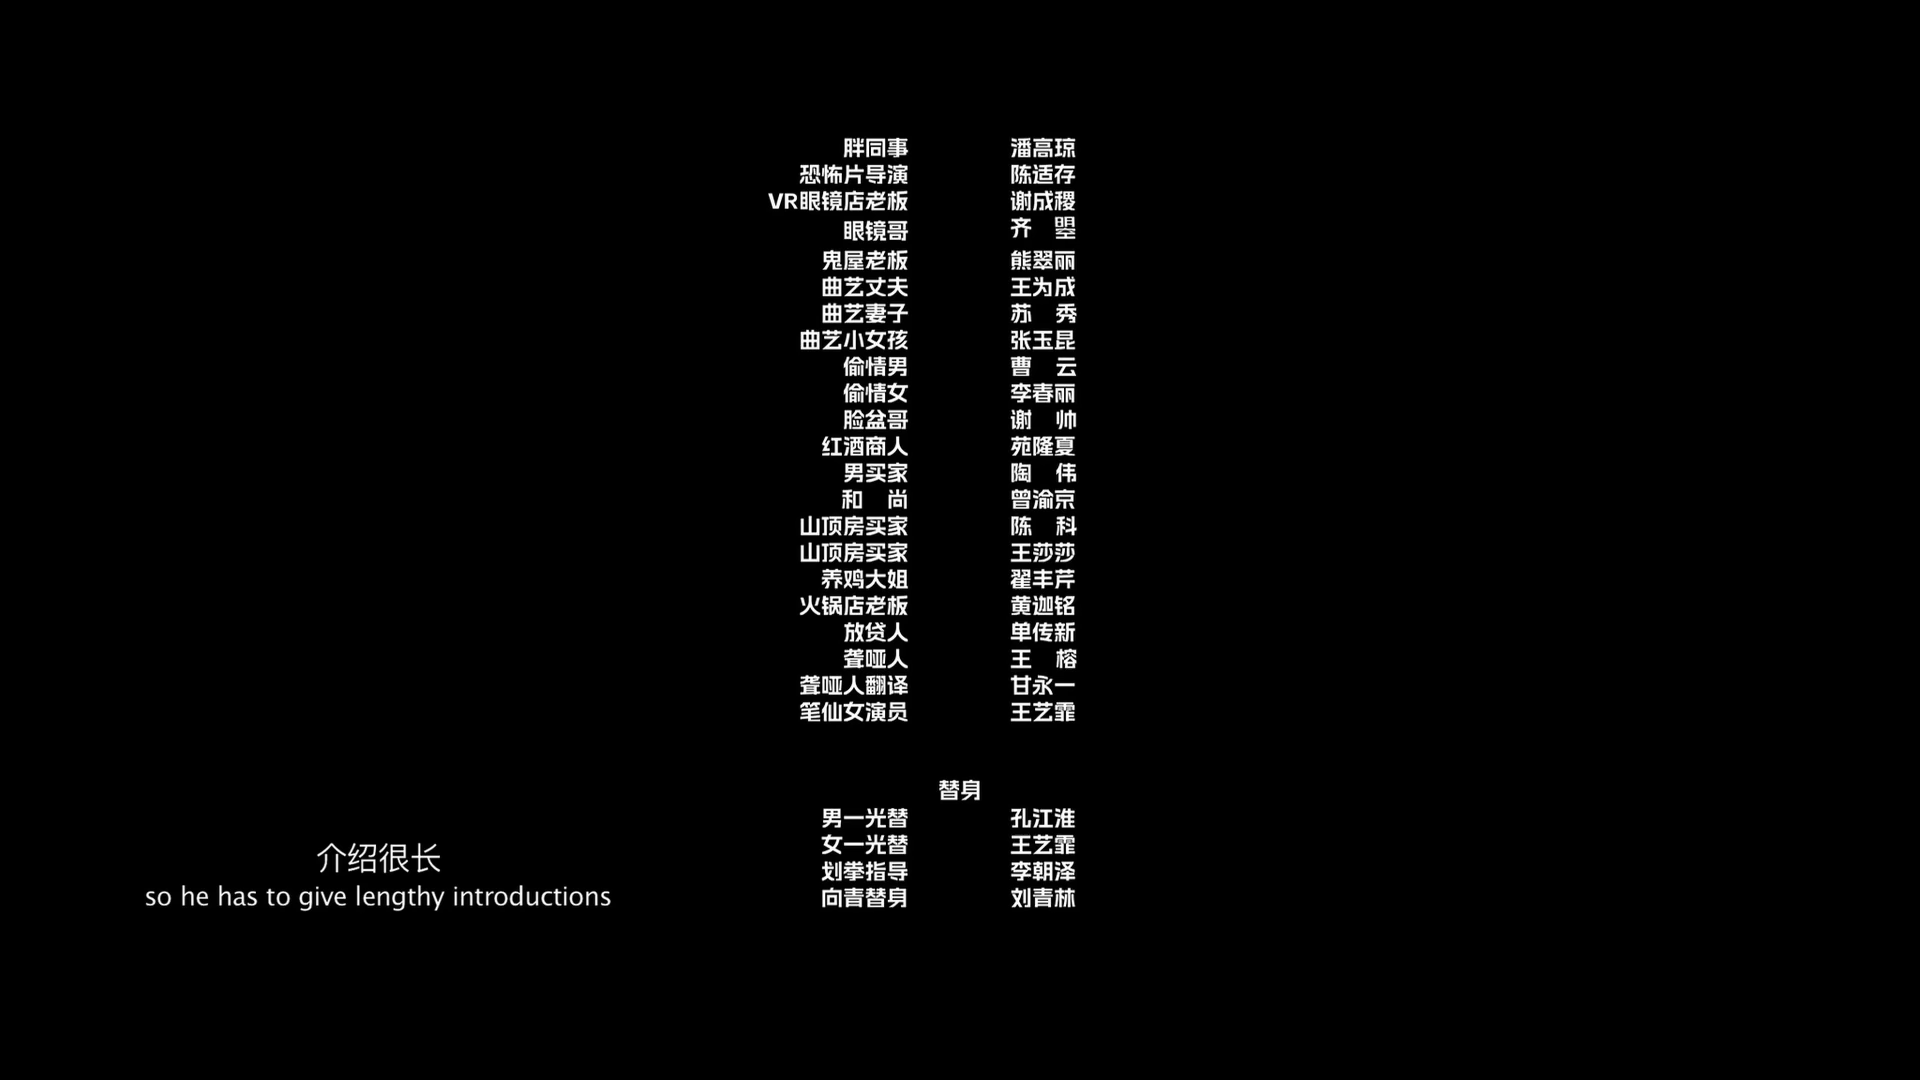 胖同事 潘高琼
恐怖片导演 陈适存
VR眼镜店老板 谢成稷
眼镜哥 齐
鬼屋老板 熊翠丽
曲艺丈夫 王为成
曲艺妻子 苏 秀
曲艺小女孩 张玉昆
偷情男 曹 云
偷情女 李春丽
脸盆哥 谢 帅
红酒商人 苑隆夏
男买家 陶 伟
和 尚 曾渝京
山顶房买家 陈 科
山顶房买家 王莎莎
养鸡大姐 翟丰芹
火锅店老板 黄迦铭
放贷人 单传新
聋哑人 王 榕
聋哑人翻译 甘永一
笔仙女演员 王艺霏
替身
男一光替 孔江淮
女一光替 王艺霏
划拳指导 李朝泽
向青替身 刘青林
介绍很长
so he has to give lengthy introductions